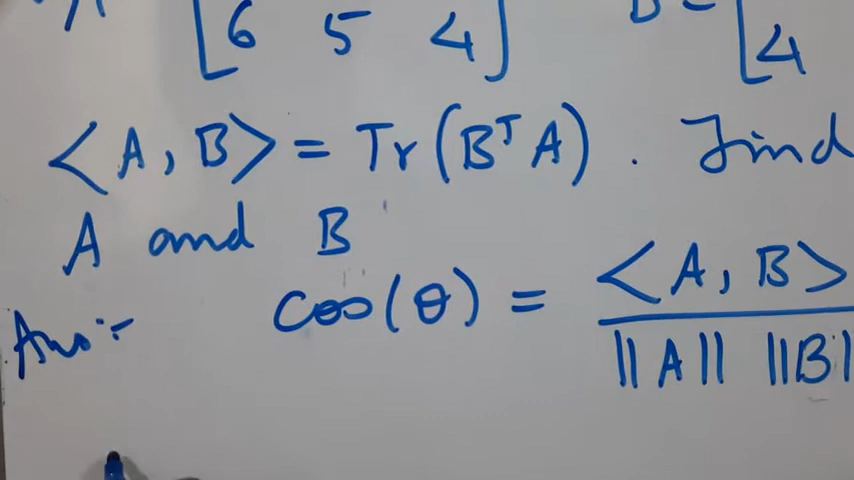 [6 5 4] B = [4
<A, B> = Tr(BᵀA). Find
A and B
cos(θ) = <A, B>
Ans:- ||A|| ||B|